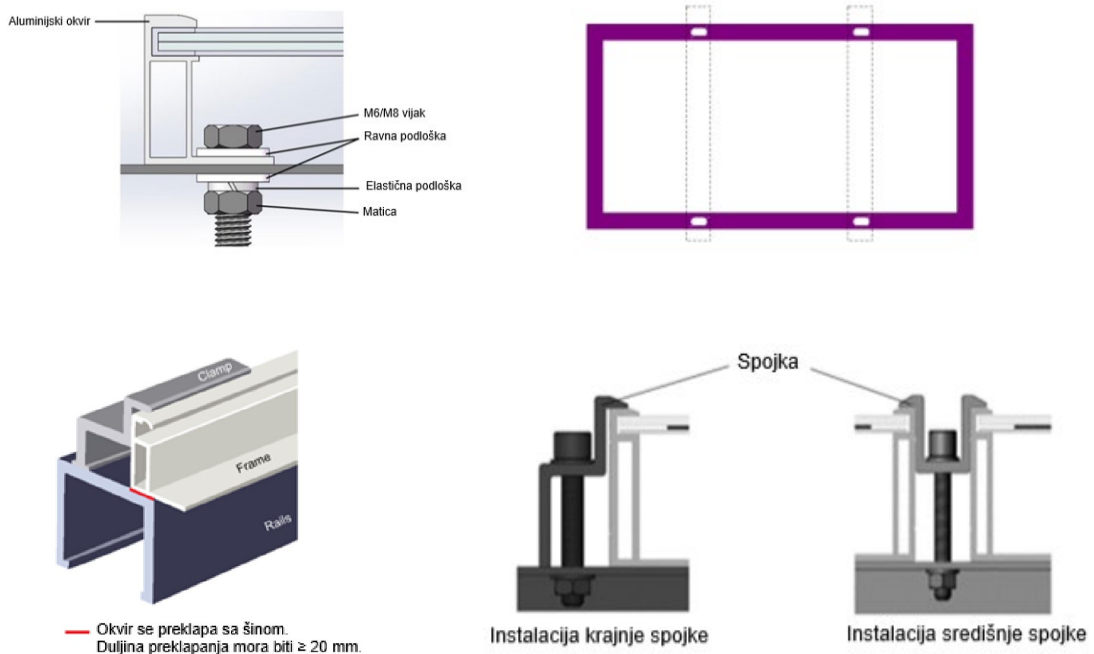 Aluminijski okvir
M6/M8 vijak
Ravna podloška
Elastična podloška
Matica
Clamp
Frame
Rails
Okvir se preklapa sa šinom.
Duljina preklapanja mora biti ≥ 20 mm.
Spojka
Instalacija krajnje spojke
Instalacija središnje spojke